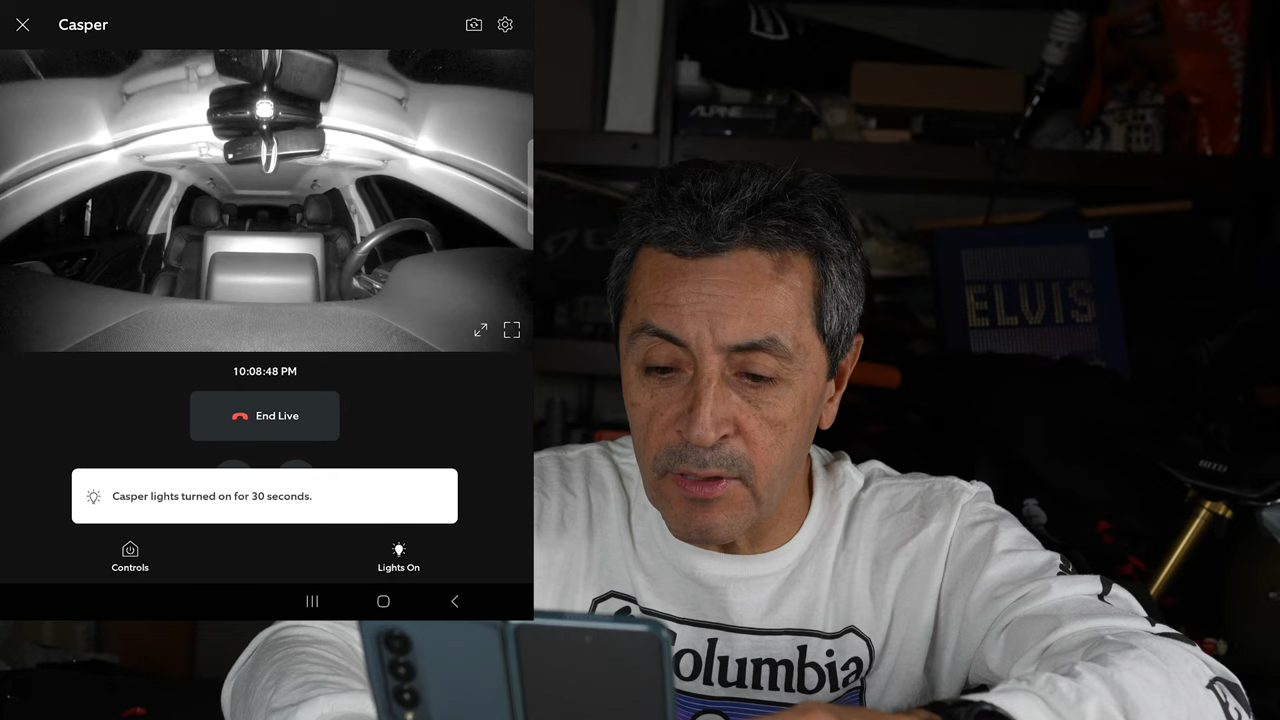 Casper
10:08:48 PM
End Live
Casper lights turned on for 30 seconds.
Controls
Lights On
ALPINE
ELVIS
Columbia